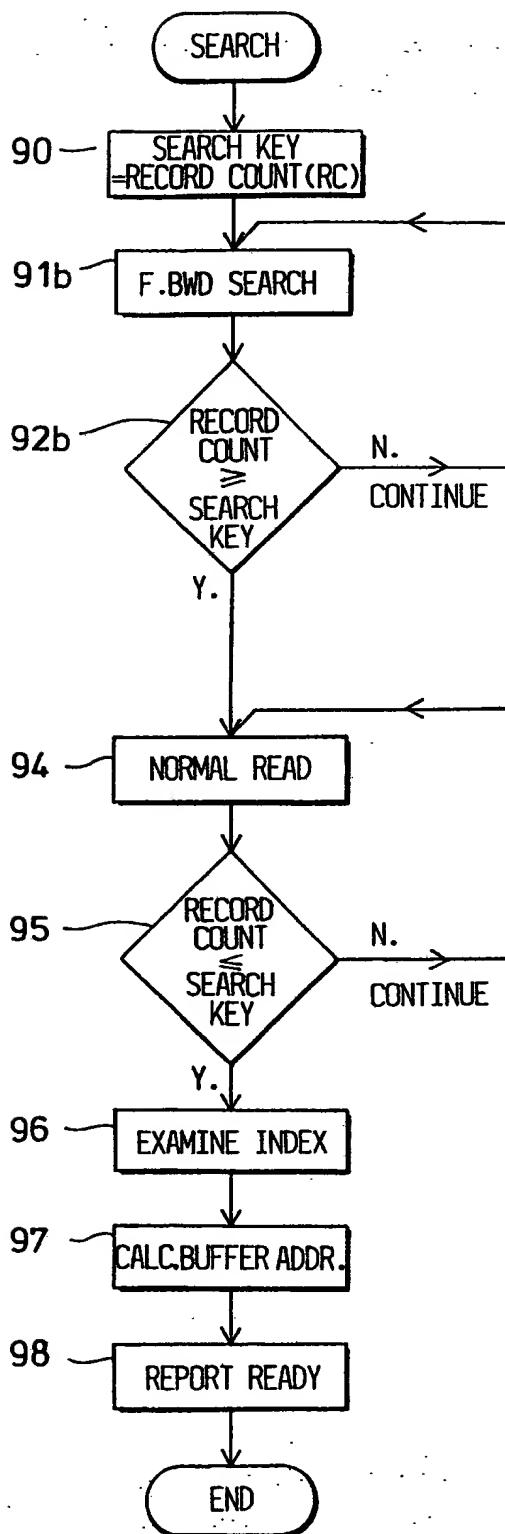 SEARCH
90
SEARCH KEY
=RECORD COUNT(RC)
91b
F.BWD SEARCH
92b
RECORD
COUNT
≥
SEARCH
KEY
N.
CONTINUE
Y.
94
NORMAL READ
95
RECORD
COUNT
≤
SEARCH
KEY
N.
CONTINUE
Y.
96
EXAMINE INDEX
97
CALC.BUFFER ADDR.
98
REPORT READY
END